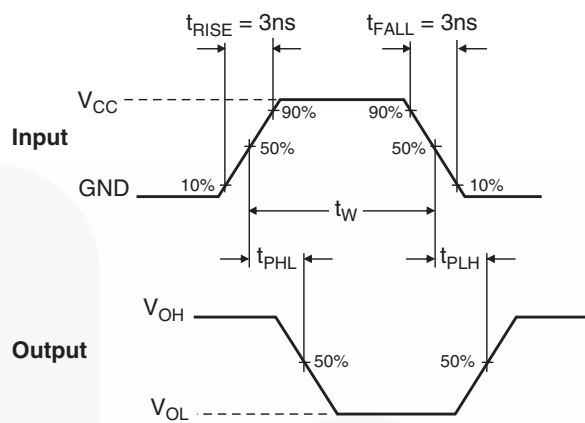 tRISE = 3ns
tFALL = 3ns
VCC
90%
90%
Input
50%
50%
GND
10%
10%
tW
tPHL
tPLH
VOH
Output
50%
50%
VOL